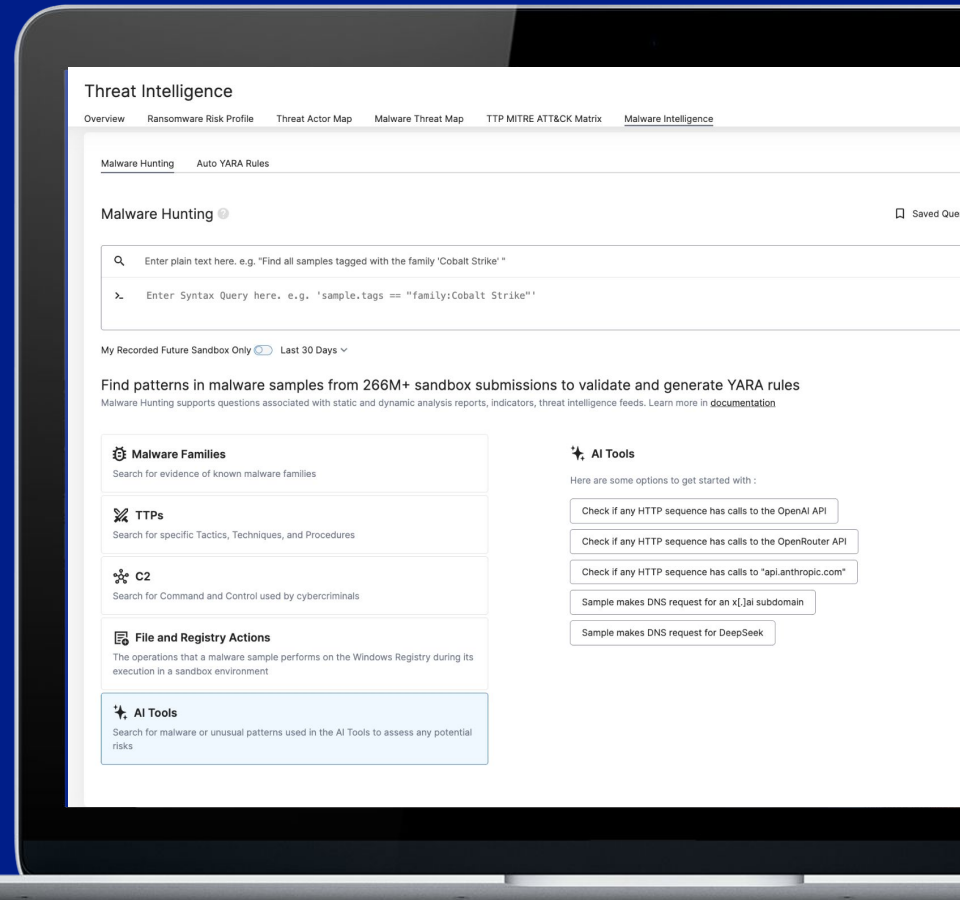 Threat Intelligence
Overview Ransomware Risk Profile Threat Actor Map Malware Threat Map TTP MITRE ATT&CK Matrix Malware Intelligence
Malware Hunting Auto YARA Rules
Malware Hunting ?
Saved Que
Enter plain text here. e.g. "Find all samples tagged with the family 'Cobalt Strike' "
>_ Enter Syntax Query here. e.g. 'sample.tags == "family:Cobalt Strike"'
My Recorded Future Sandbox Only Last 30 Days
Find patterns in malware samples from 266M+ sandbox submissions to validate and generate YARA rules
Malware Hunting supports questions associated with static and dynamic analysis reports, indicators, threat intelligence feeds. Learn more in documentation
Malware Families
Search for evidence of known malware families
TTPs
Search for specific Tactics, Techniques, and Procedures
C2
Search for Command and Control used by cybercriminals
File and Registry Actions
The operations that a malware sample performs on the Windows Registry during its
execution in a sandbox environment
AI Tools
Search for malware or unusual patterns used in the AI Tools to assess any potential
risks
AI Tools
Here are some options to get started with :
Check if any HTTP sequence has calls to the OpenAI API
Check if any HTTP sequence has calls to the OpenRouter API
Check if any HTTP sequence has calls to "api.anthropic.com"
Sample makes DNS request for an x[.]ai subdomain
Sample makes DNS request for DeepSeek